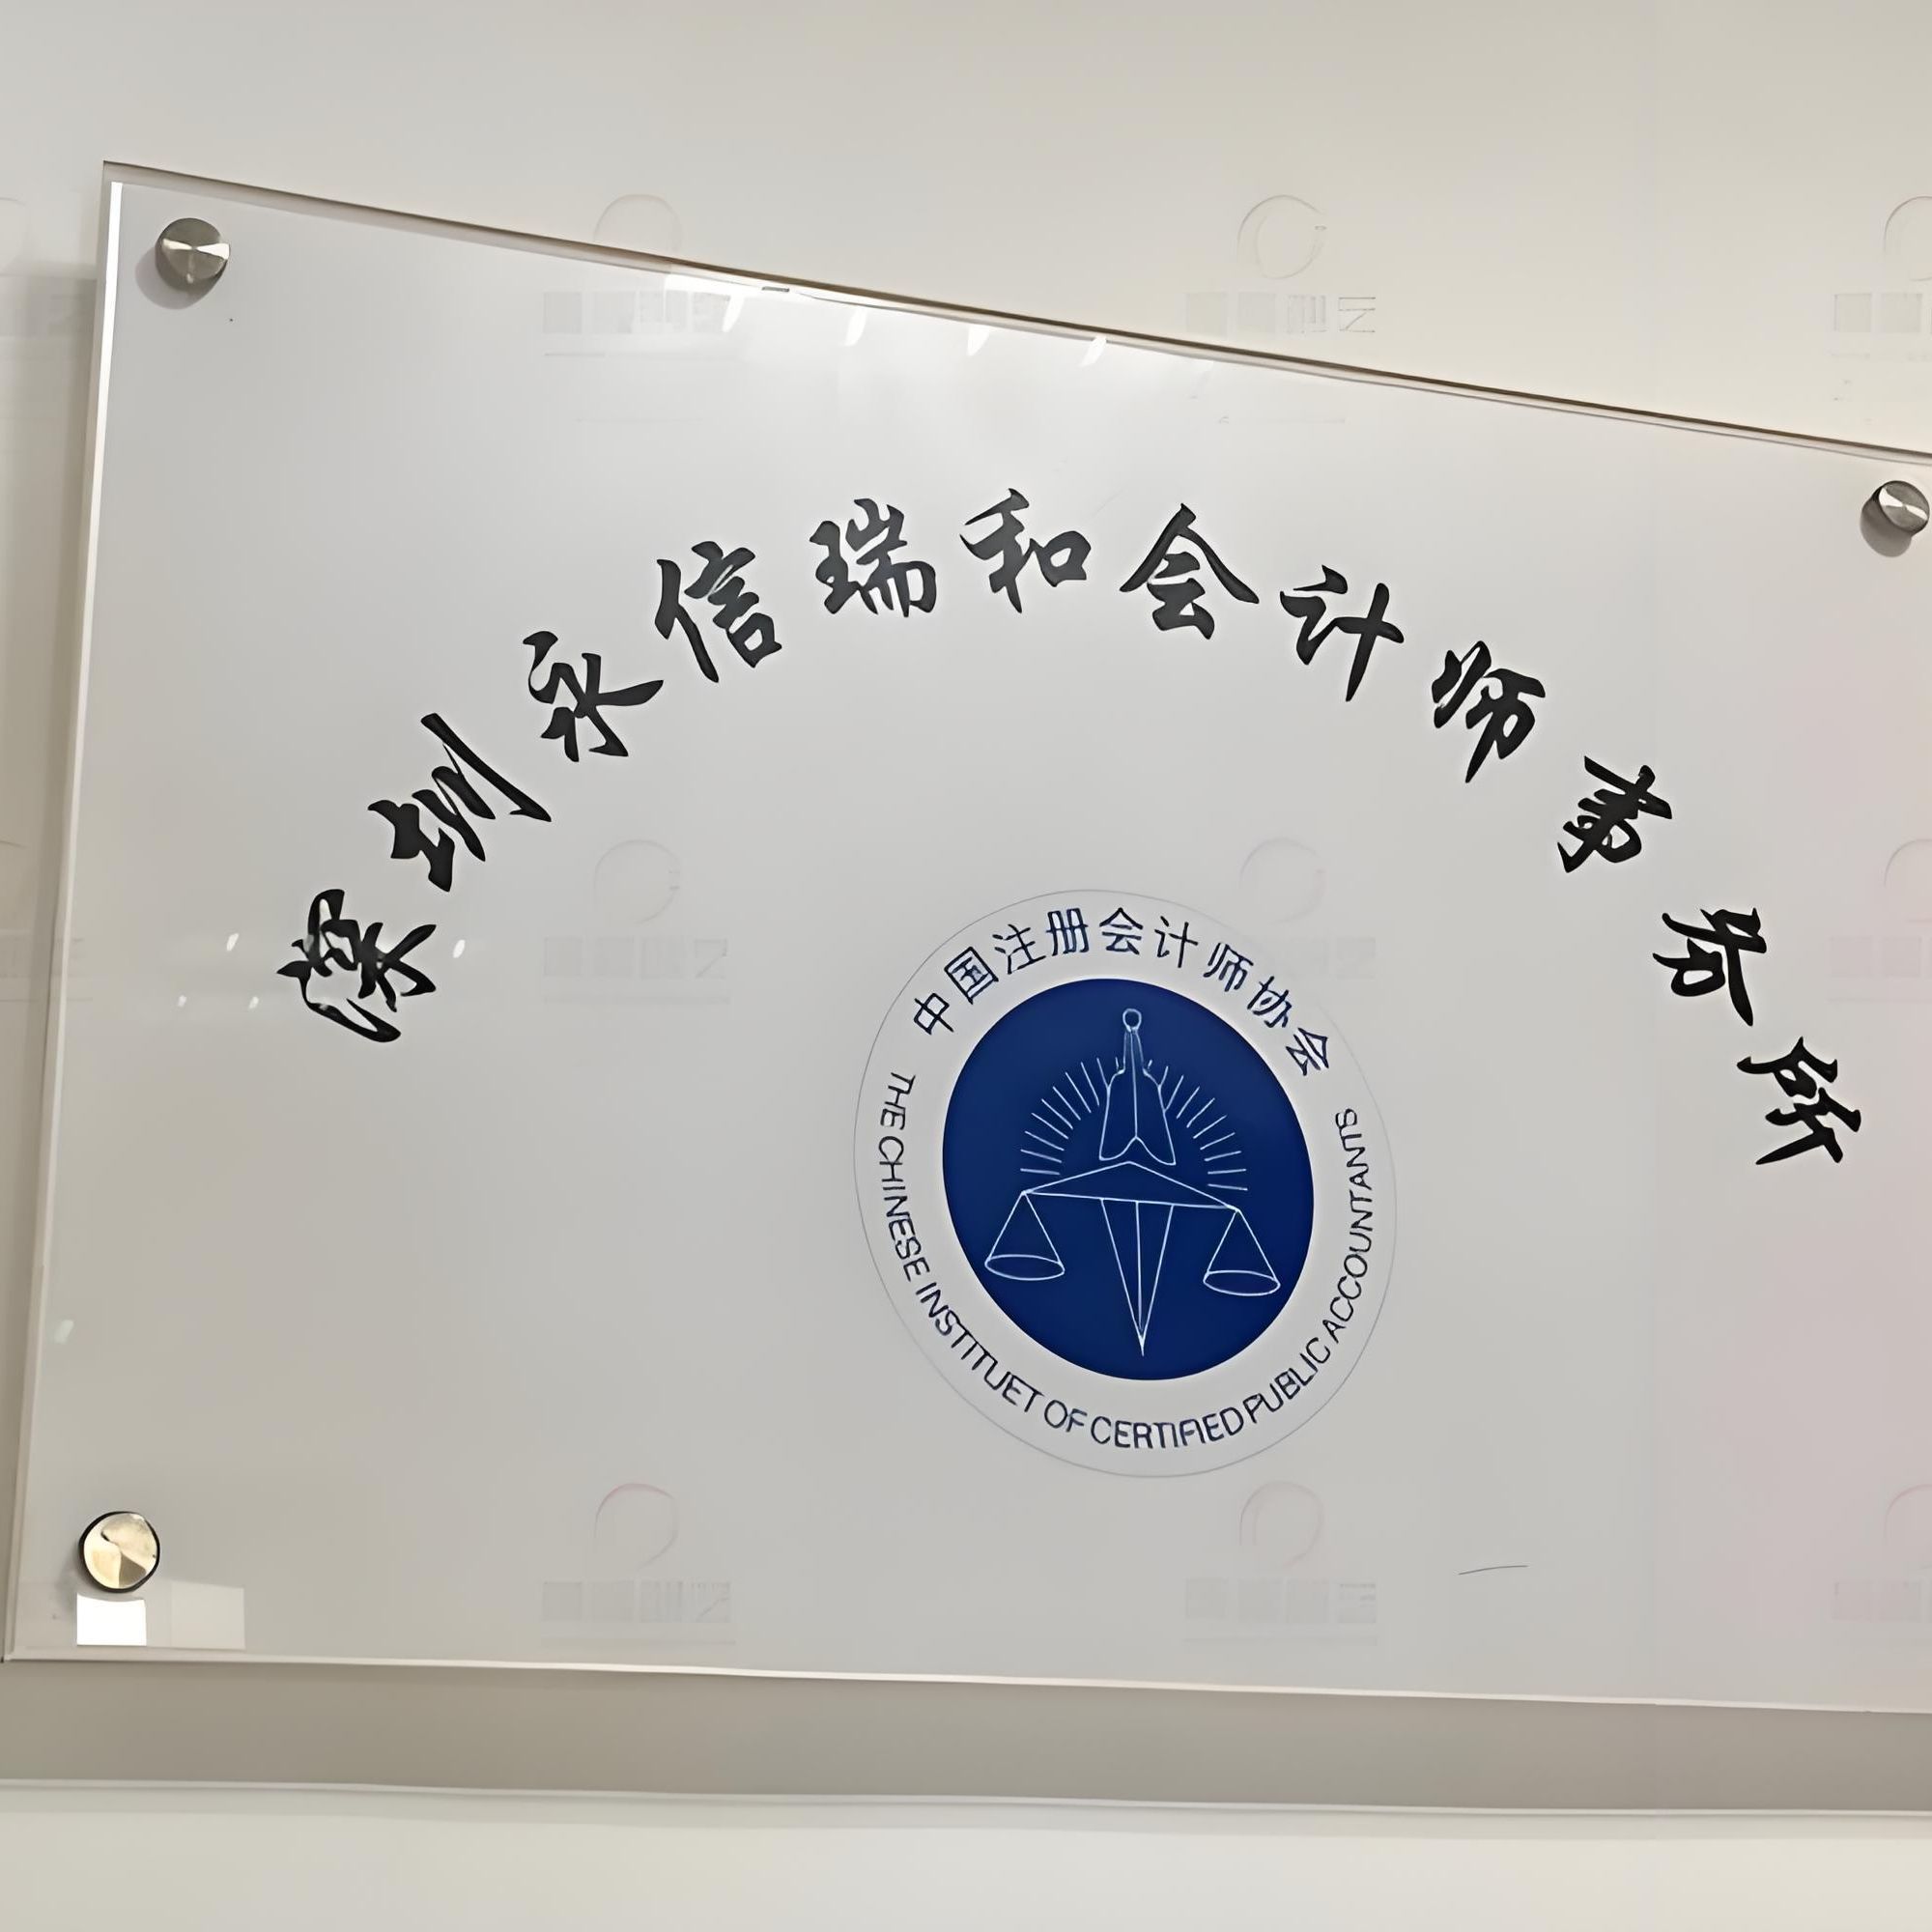 深圳永信瑞和会计师事务所
中国注册会计师协会
THE CHINESE INSTITUET OF CERTIFIED PUBLIC ACCOUNTANTS